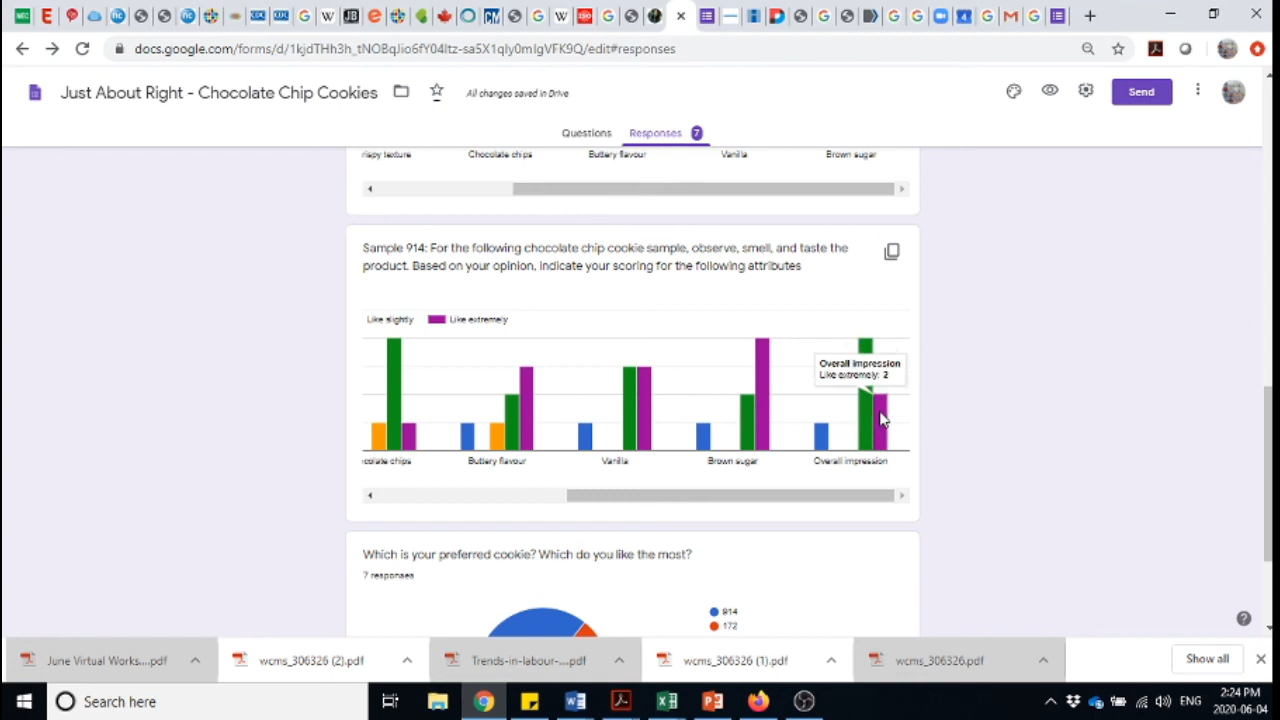 docs.google.com/forms/d/1kjdTHh3h_tNOBqJio6fY04Itz-sa5X1qIy0mIgVFK9Q/edit#responses
Just About Right - Chocolate Chip Cookies
All changes saved in Drive
Send
Questions
Responses 7
rispy texture
Chocolate chips
Buttery flavour
Vanilla
Brown sugar
Sample 914: For the following chocolate chip cookie sample, observe, smell, and taste the
product. Based on your opinion, indicate your scoring for the following attributes
Like slightly
Like extremely
Overall impression
Like extremely: 2
colate chips
Buttery flavour
Vanilla
Brown sugar
Overall impression
Which is your preferred cookie? Which do you like the most?
7 responses
914
172
June Virtual Works....pdf
wcms_306326 (2).pdf
Trends-in-labour-....pdf
wcms_306326 (1).pdf
wcms_306326.pdf
Show all
Search here
ENG
2:24 PM
2020-06-04